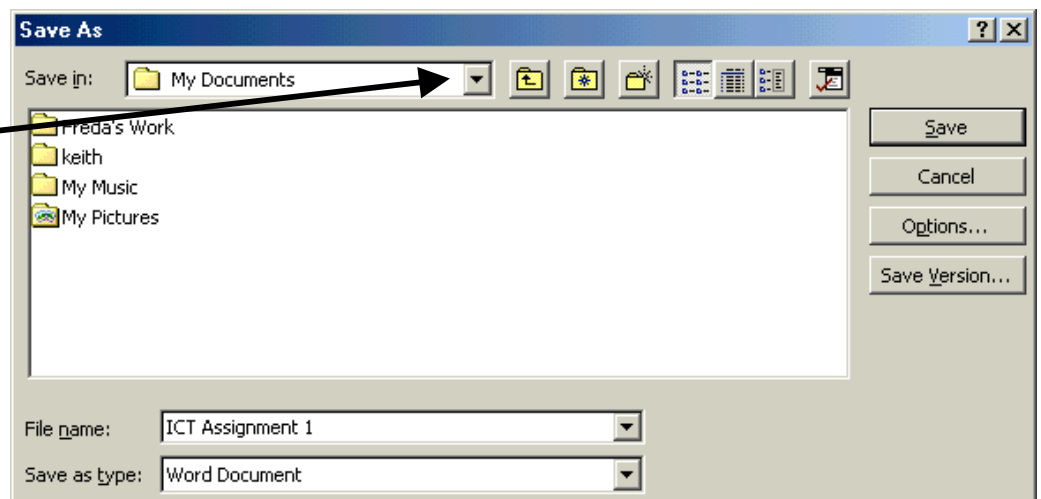 Save As
Save in: My Documents
Freda's Work
keith
My Music
My Pictures
Save
Cancel
Options...
Save Version...
File name: ICT Assignment 1
Save as type: Word Document